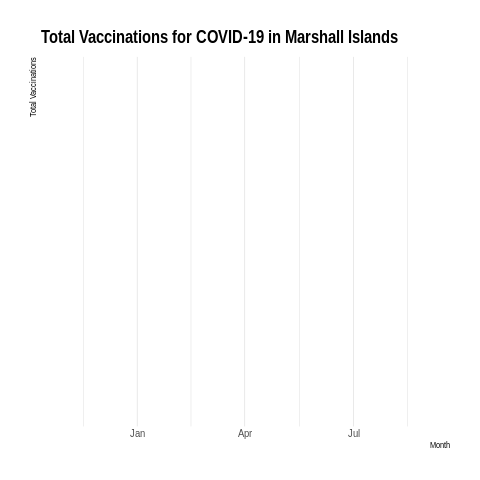 Total Vaccinations for COVID-19 in Marshall Islands
Total Vaccinations
Jan
Apr
Jul
Month